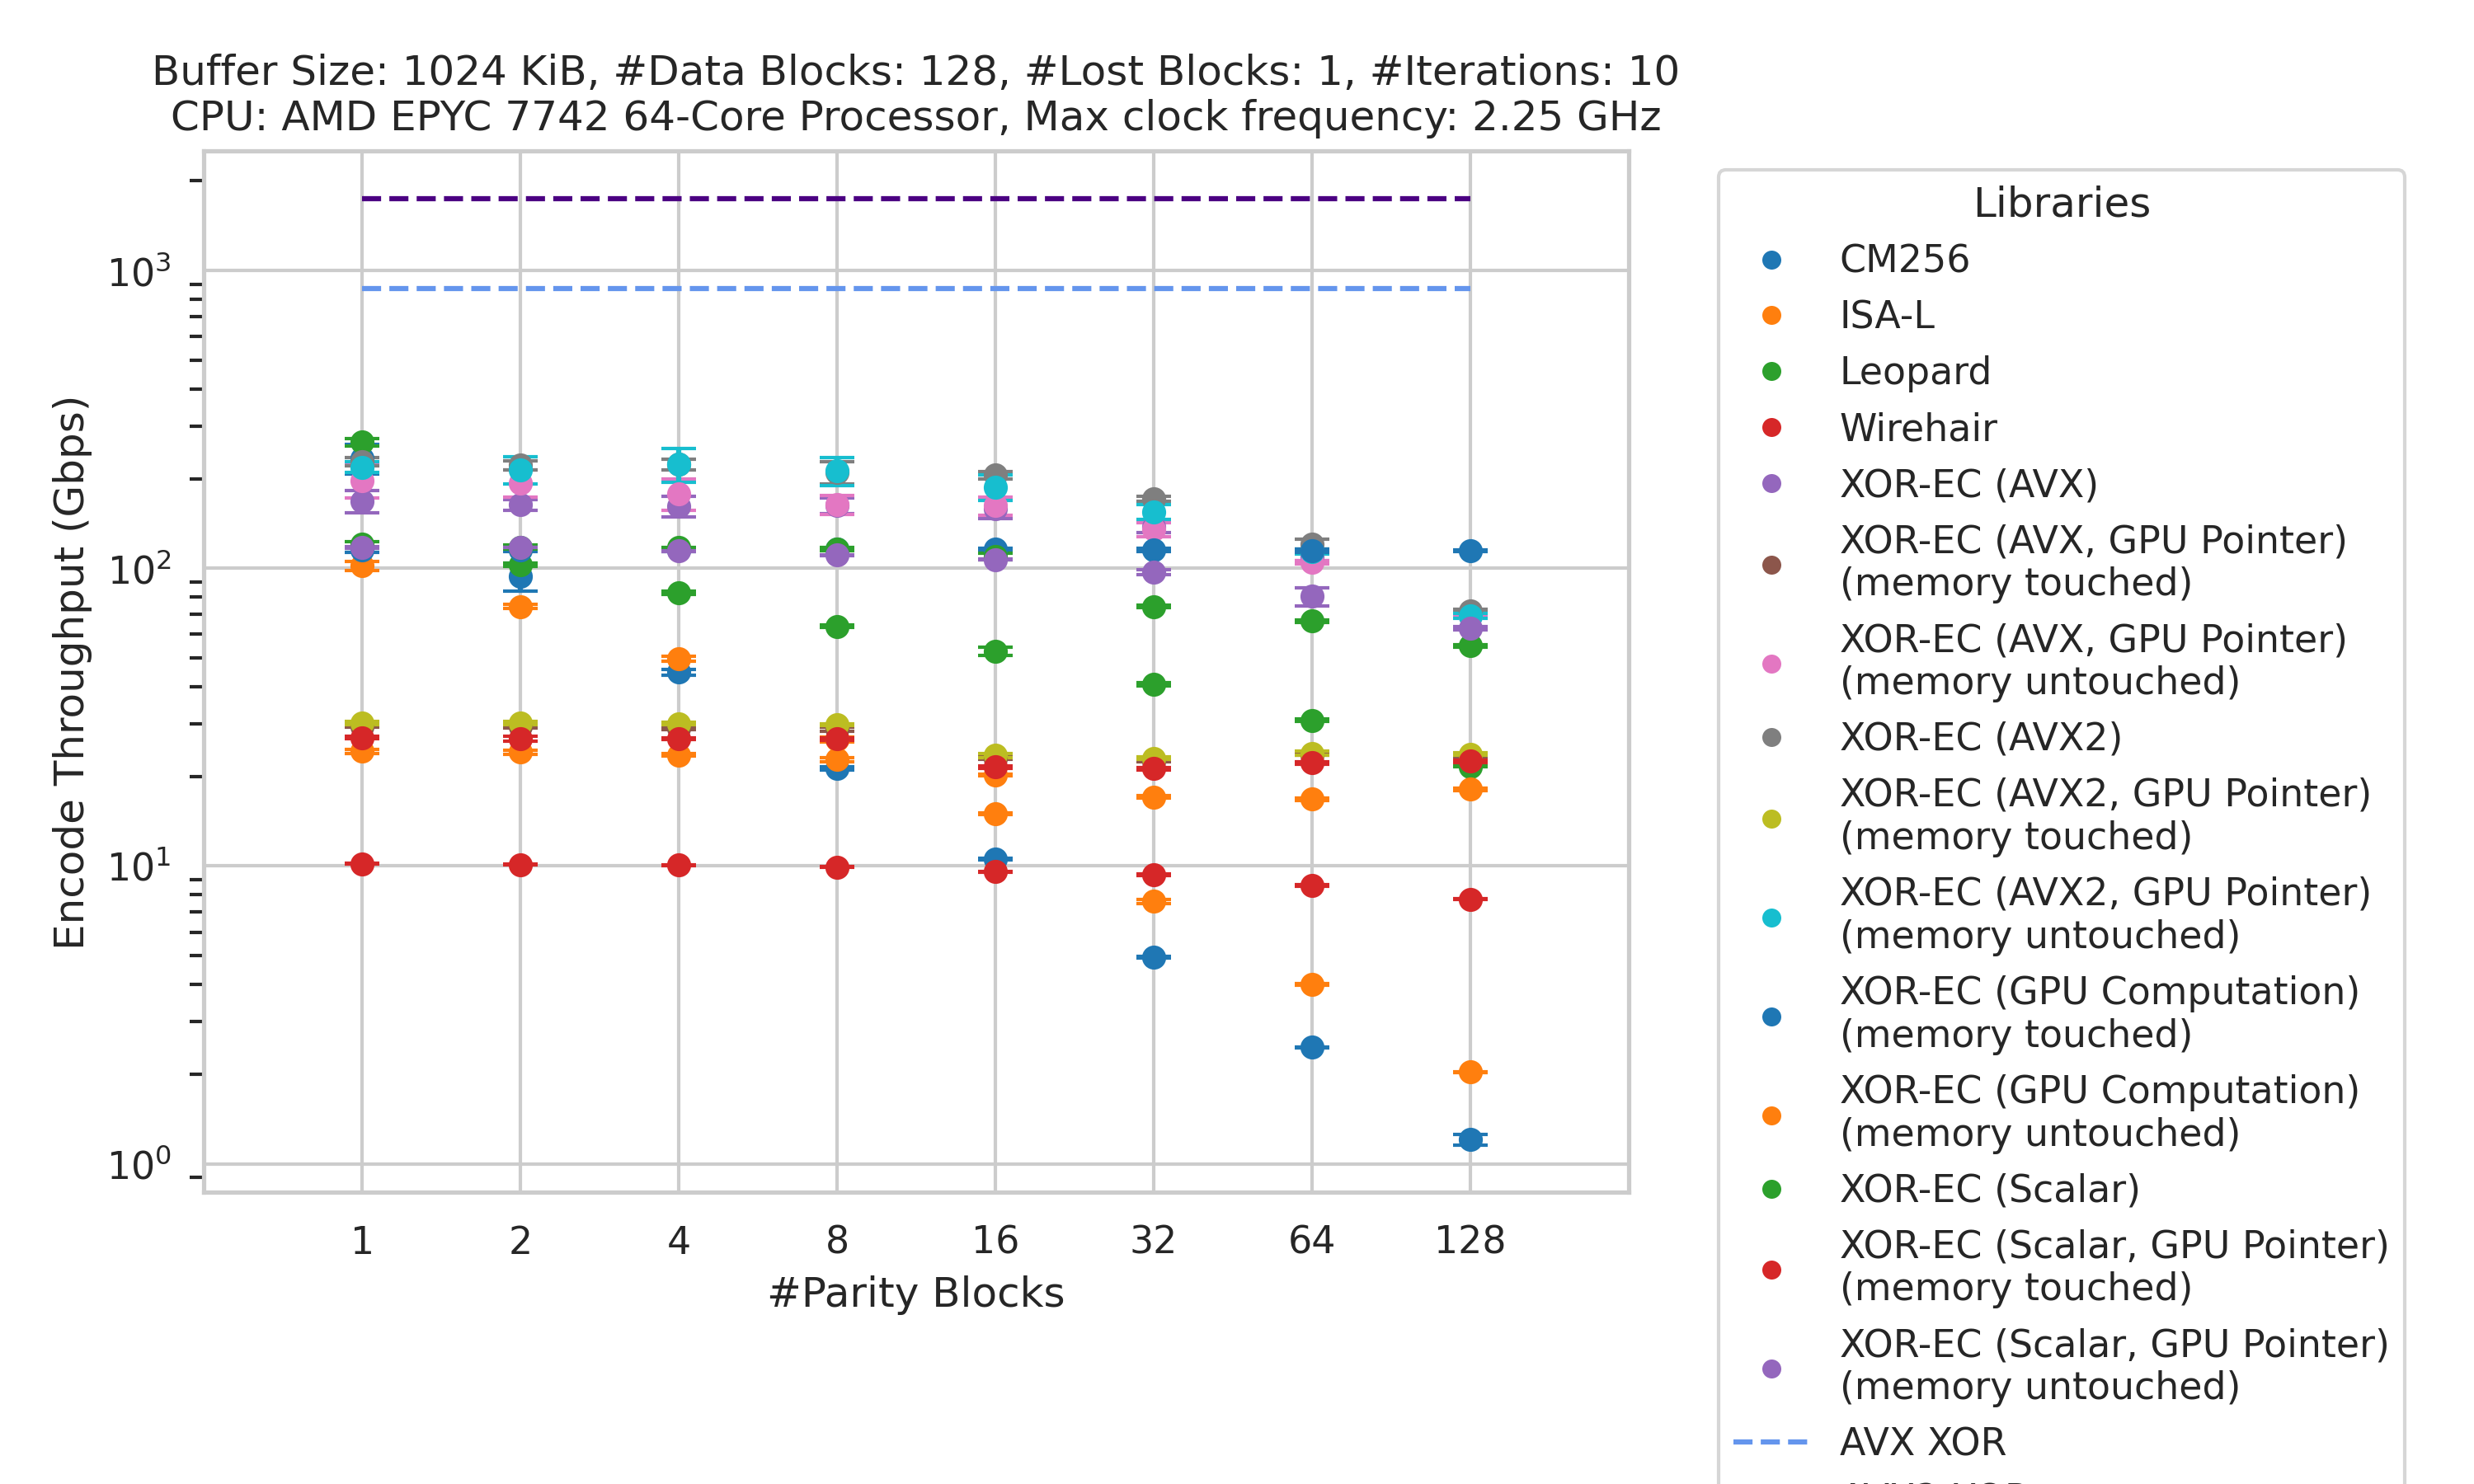 Buffer Size: 1024 KiB, #Data Blocks: 128, #Lost Blocks: 1, #Iterations: 10
CPU: AMD EPYC 7742 64-Core Processor, Max clock frequency: 2.25 GHz
Encode Throughput (Gbps)
10³
10²
10¹
10⁰
1 2 4 8 16 32 64 128
#Parity Blocks
Libraries
CM256
ISA-L
Leopard
Wirehair
XOR-EC (AVX)
XOR-EC (AVX, GPU Pointer)
(memory touched)
XOR-EC (AVX, GPU Pointer)
(memory untouched)
XOR-EC (AVX2)
XOR-EC (AVX2, GPU Pointer)
(memory touched)
XOR-EC (AVX2, GPU Pointer)
(memory untouched)
XOR-EC (GPU Computation)
(memory touched)
XOR-EC (GPU Computation)
(memory untouched)
XOR-EC (Scalar)
XOR-EC (Scalar, GPU Pointer)
(memory touched)
XOR-EC (Scalar, GPU Pointer)
(memory untouched)
AVX XOR